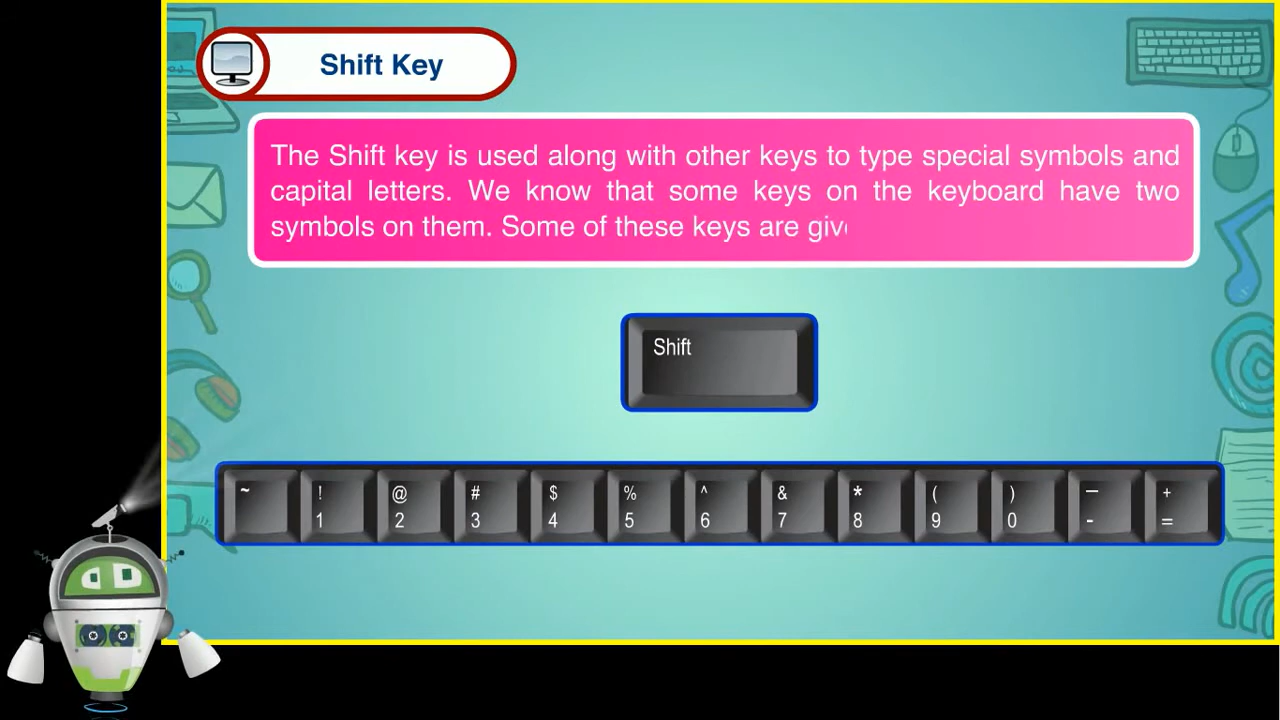 Shift Key
The Shift key is used along with other keys to type special symbols and
capital letters. We know that some keys on the keyboard have two
symbols on them. Some of these keys are giv
Shift
~ ! @ # $ % ^ & * ( ) _ +
1 2 3 4 5 6 7 8 9 0 - =